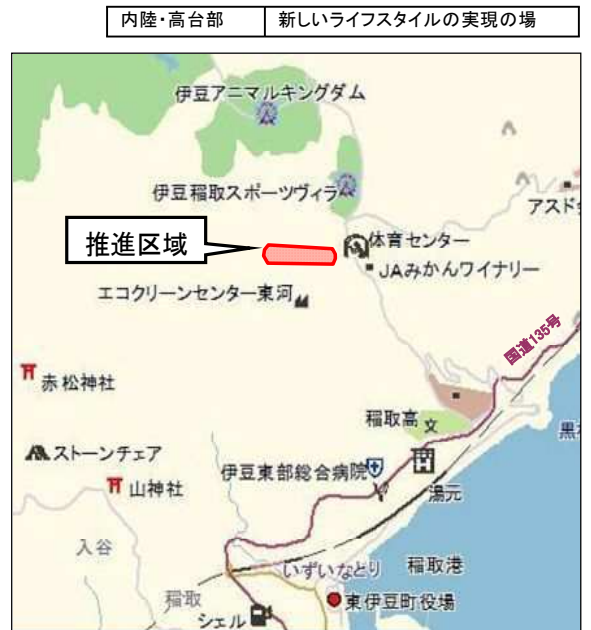 内陸・高台部 新しいライフスタイルの実現の場
伊豆アニマルキングダム
伊豆稲取スポーツヴィラ
アスド
推進区域
体育センター
JAみかんワイナリー
エコクリーンセンター東河
国道135号
赤松神社
稲取高
文
黒
ストーンチェア
伊豆東部総合病院
山神社
湯元
入谷
いずいなとり
稲取港
稲取
東伊豆町役場
シェル